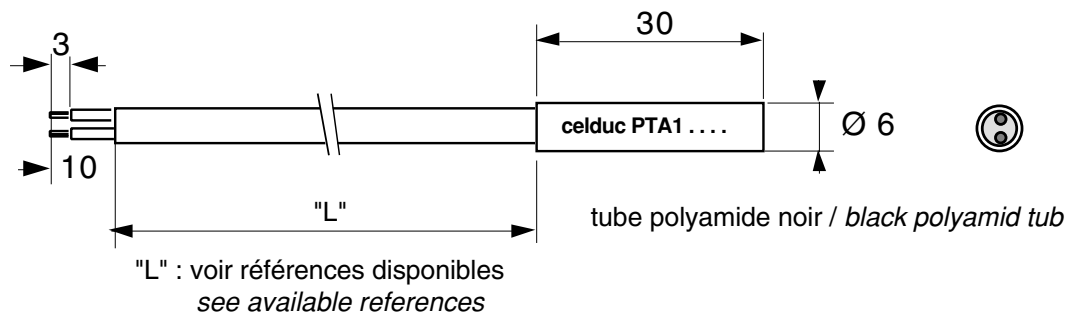 30
3
celduc PTA1 . . . .
Ø 6
10
"L"
tube polyamide noir / black polyamid tub
"L" : voir références disponibles
see available references